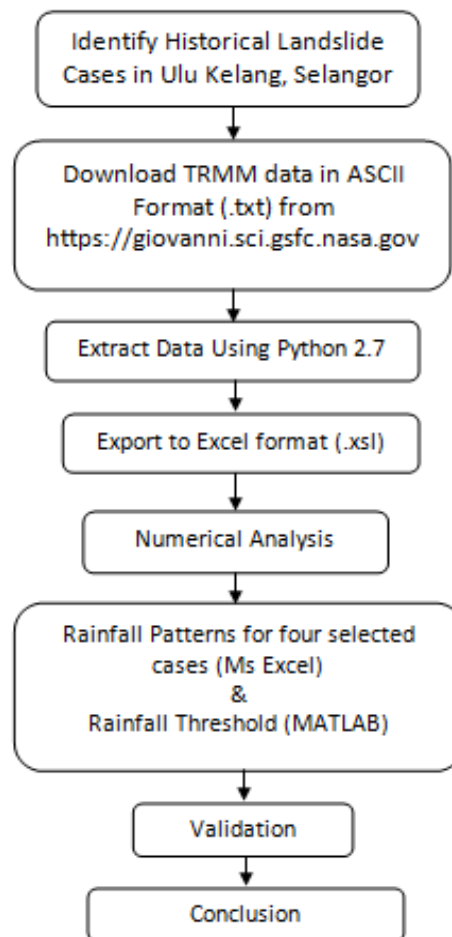 Identify Historical Landslide
Cases in Ulu Kelang, Selangor
Download TRMM data in ASCII
Format (.txt) from
https://giovanni.sci.gsfc.nasa.gov
Extract Data Using Python 2.7
Export to Excel format (.xsl)
Numerical Analysis
Rainfall Patterns for four selected
cases (Ms Excel)
&
Rainfall Threshold (MATLAB)
Validation
Conclusion